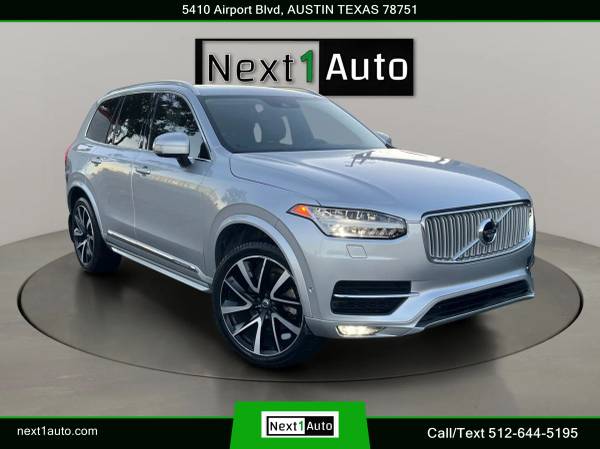 5410 Airport Blvd, AUSTIN TEXAS 78751
Next1Auto
next1auto.com
Next1Auto
Call/Text 512-644-5195